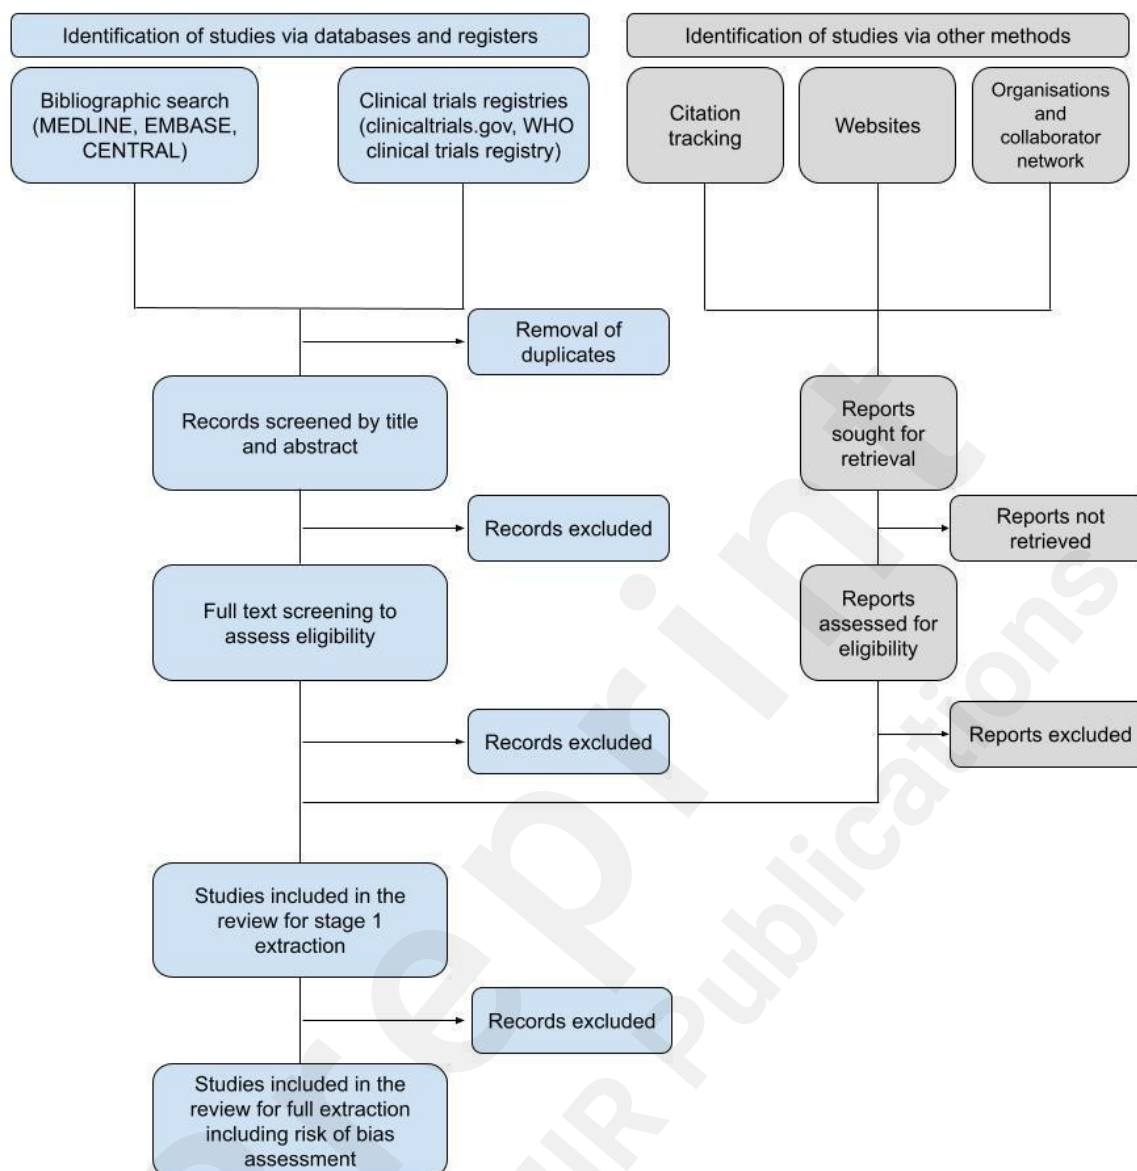 Identification of studies via databases and registers
Identification of studies via other methods
Bibliographic search
(MEDLINE, EMBASE,
CENTRAL)
Clinical trials registries
(clinicaltrials.gov, WHO
clinical trials registry)
Citation
tracking
Websites
Organisations
and
collaborator
network
Removal of
duplicates
Records screened by title
and abstract
Reports
sought for
retrieval
Records excluded
Reports not
retrieved
Full text screening to
assess eligibility
Reports
assessed for
eligibility
Records excluded
Reports excluded
Studies included in the
review for stage 1
extraction
Records excluded
Studies included in the
review for full extraction
including risk of bias
assessment
Preprint
JMIR Publications